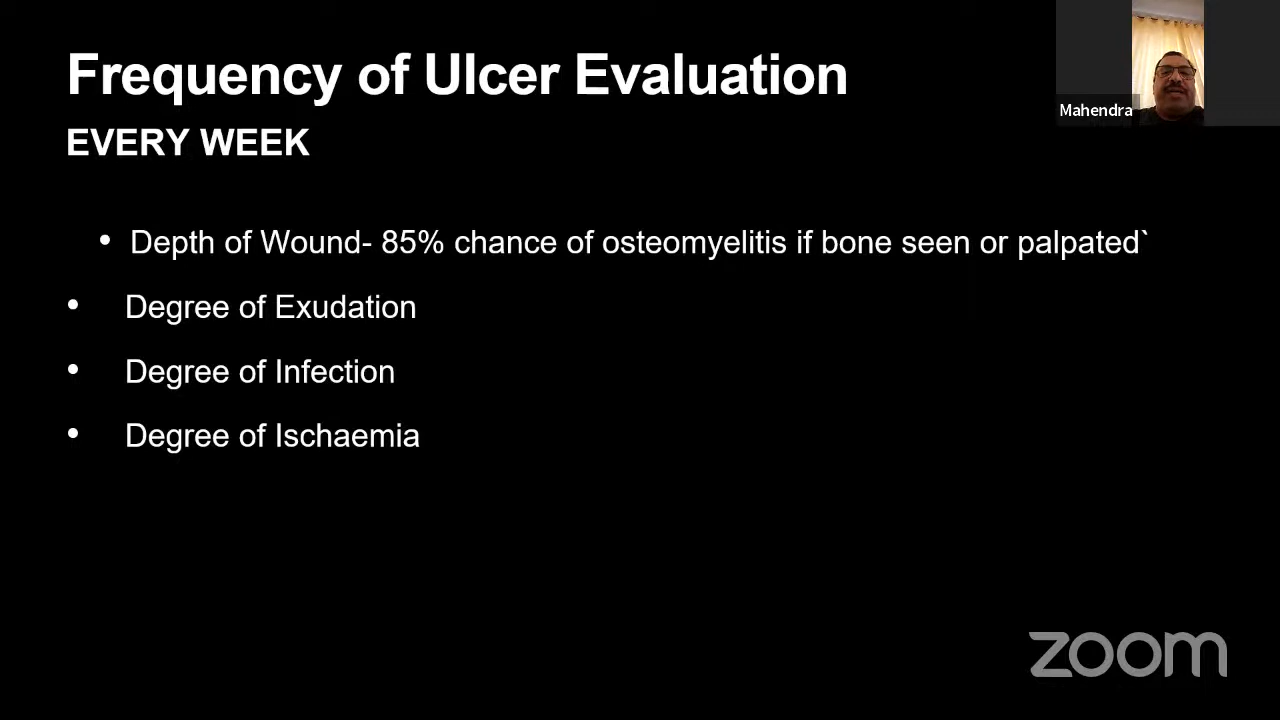 Frequency of Ulcer Evaluation
EVERY WEEK
Mahendra
• Depth of Wound- 85% chance of osteomyelitis if bone seen or palpated`
• Degree of Exudation
• Degree of Infection
• Degree of Ischaemia
zoom